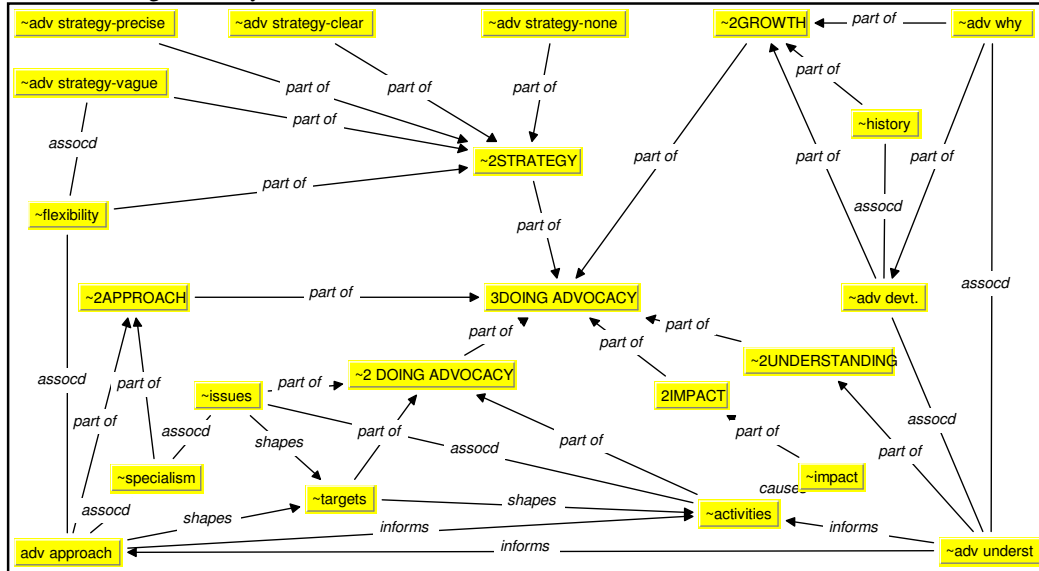 ~adv strategy-precise
~adv strategy-clear
~adv strategy-none
~2GROWTH
part of
~adv why
~adv strategy-vague
part of
part of
part of
part of
part of
~history
assocd
part of
~2STRATEGY
part of
part of
part of
part of
~flexibility
assocd
part of
~2APPROACH
part of
3DOING ADVOCACY
~adv devt.
assocd
part of
part of
part of
~2 DOING ADVOCACY
~2UNDERSTANDING
assocd
part of
~issues
part of
2IMPACT
part of
assocd
shapes
part of
assocd
part of
part of
part of
assocd
~specialism
~targets
shapes
causes
~impact
assocd
shapes
informs
~activities
informs
adv approach
informs
~adv underst